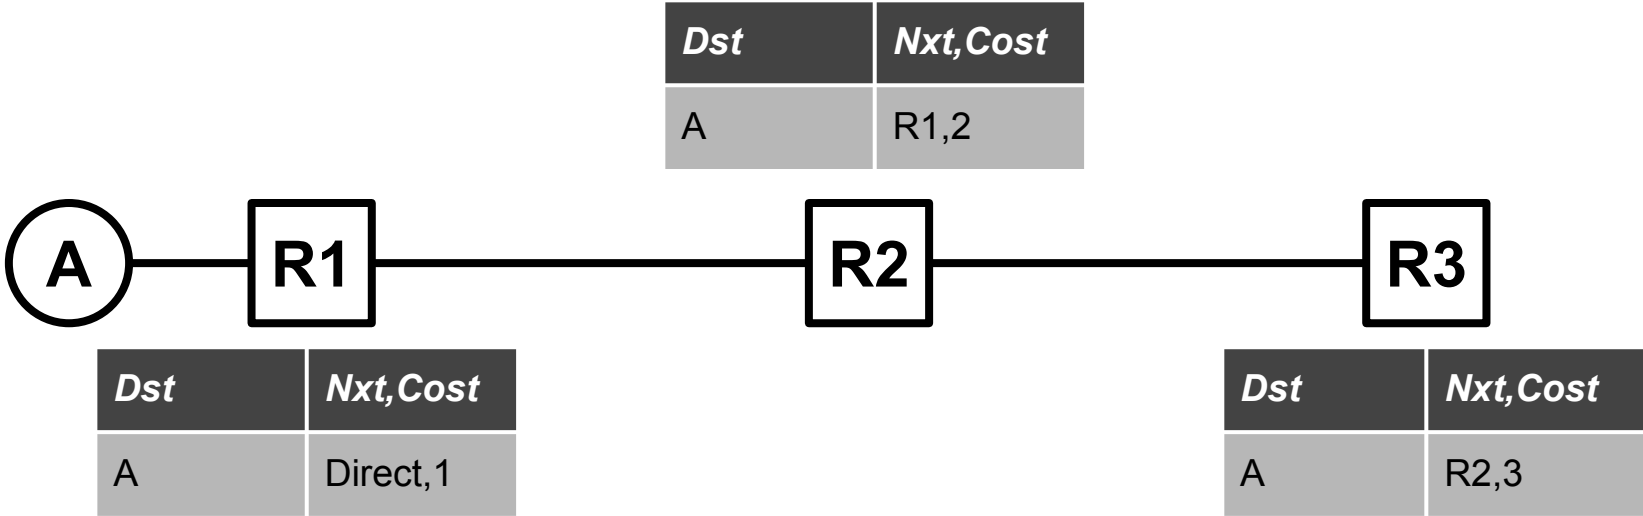 Dst Nxt,Cost
A R1,2
A R1 R2 R3
Dst Nxt,Cost
A Direct,1
Dst Nxt,Cost
A R2,3